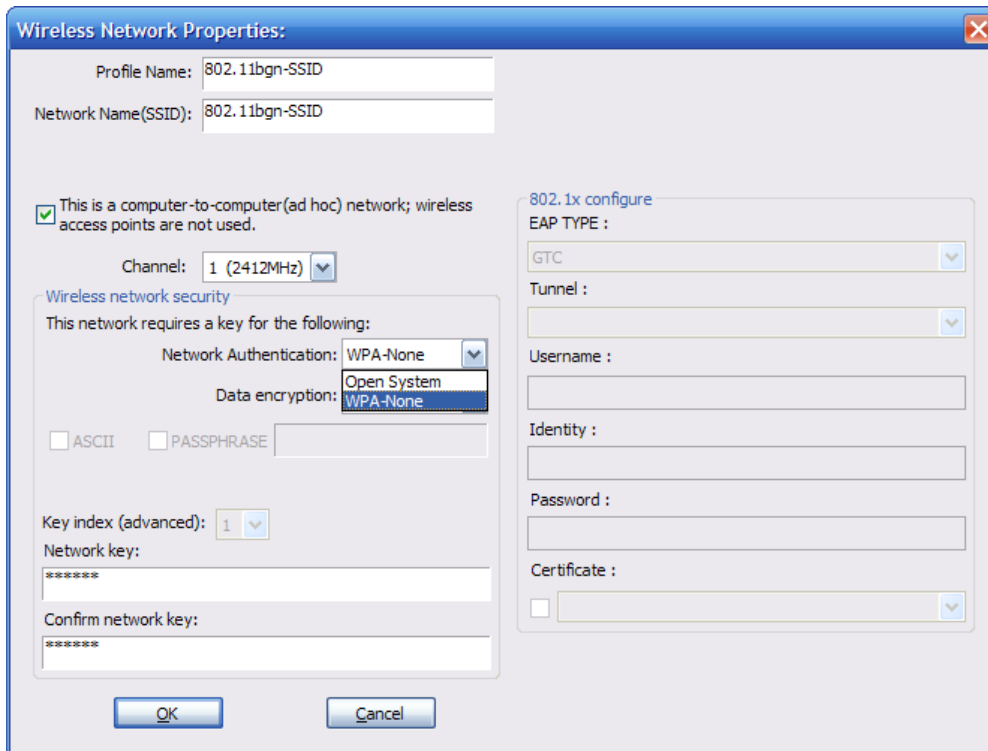 Wireless Network Properties:
Profile Name: 802.11bgn-SSID
Network Name(SSID): 802.11bgn-SSID
This is a computer-to-computer(ad hoc) network; wireless
access points are not used.
Channel: 1 (2412MHz)
Wireless network security
This network requires a key for the following:
Network Authentication: WPA-None
Open System
Data encryption: WPA-None
ASCII PASSPHRASE
Key index (advanced): 1
Network key:
******
Confirm network key:
******
OK Cancel
802.1x configure
EAP TYPE :
GTC
Tunnel :
Username :
Identity :
Password :
Certificate :